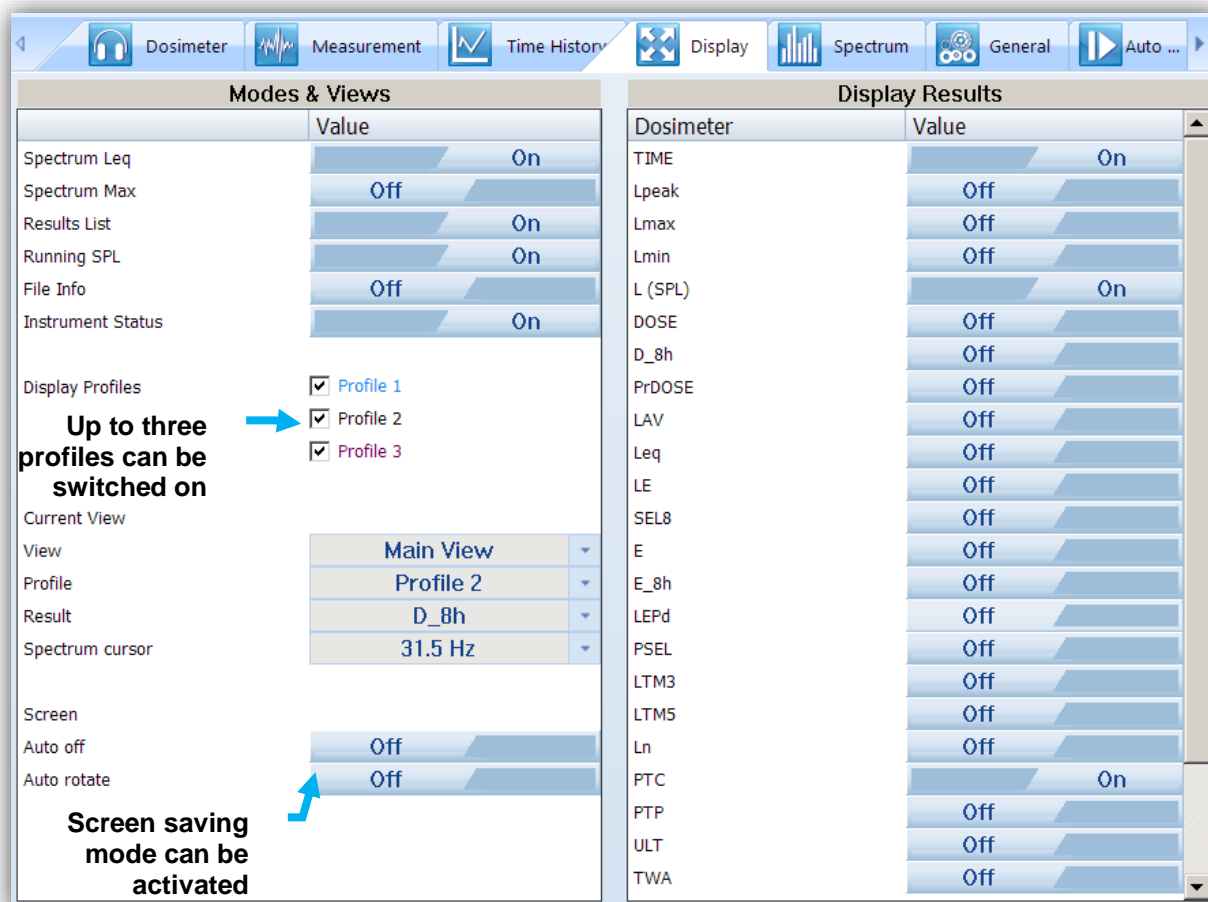 Dosimeter Measurement Time History Display Spectrum General Auto ...
Modes & Views
Value
Spectrum Leq On
Spectrum Max Off
Results List On
Running SPL On
File Info Off
Instrument Status On
Display Profiles Profile 1
Profile 2
Profile 3
Up to three
profiles can be
switched on
Current View
View Main View
Profile Profile 2
Result D_8h
Spectrum cursor 31.5 Hz
Screen
Auto off Off
Auto rotate Off
Screen saving
mode can be
activated
Display Results
Dosimeter Value
TIME On
Lpeak Off
Lmax Off
Lmin Off
L (SPL) On
DOSE Off
D_8h Off
PrDOSE Off
LAV Off
Leq Off
LE Off
SEL8 Off
E Off
E_8h Off
LEPd Off
PSEL Off
LTM3 Off
LTM5 Off
Ln Off
PTC On
PTP Off
ULT Off
TWA Off